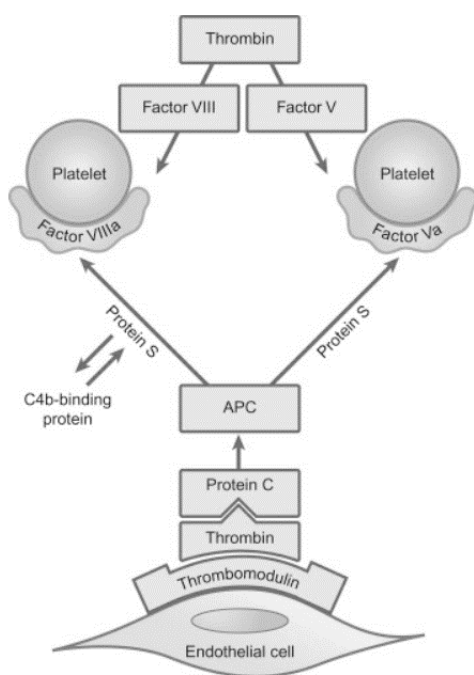 Thrombin
Factor VIII
Factor V
Platelet
Platelet
Factor VIIIa
Factor Va
Protein S
Protein S
C4b-binding
protein
APC
Protein C
Thrombin
Thrombomodulin
Endothelial cell